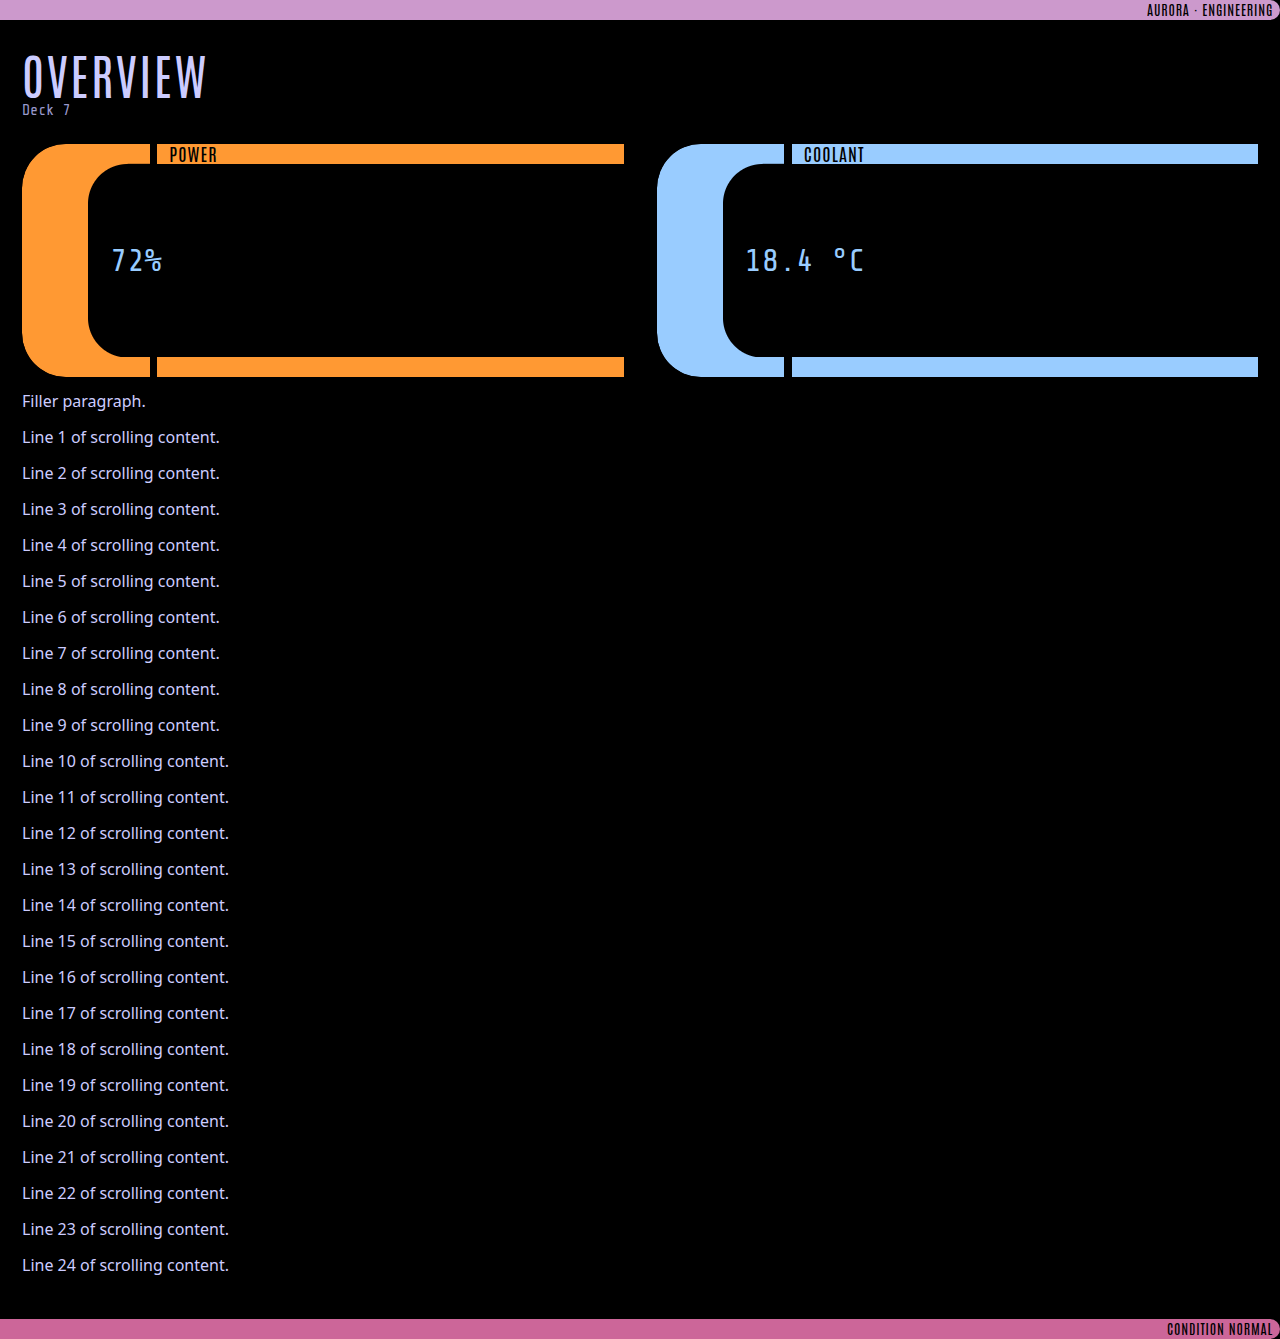 AURORA · ENGINEERING
OVERVIEW
Deck 7
POWER
COOLANT
72%
18.4 °C
Filler paragraph.
Line 1 of scrolling content.
Line 2 of scrolling content.
Line 3 of scrolling content.
Line 4 of scrolling content.
Line 5 of scrolling content.
Line 6 of scrolling content.
Line 7 of scrolling content.
Line 8 of scrolling content.
Line 9 of scrolling content.
Line 10 of scrolling content.
Line 11 of scrolling content.
Line 12 of scrolling content.
Line 13 of scrolling content.
Line 14 of scrolling content.
Line 15 of scrolling content.
Line 16 of scrolling content.
Line 17 of scrolling content.
Line 18 of scrolling content.
Line 19 of scrolling content.
Line 20 of scrolling content.
Line 21 of scrolling content.
Line 22 of scrolling content.
Line 23 of scrolling content.
Line 24 of scrolling content.
CONDITION NORMAL